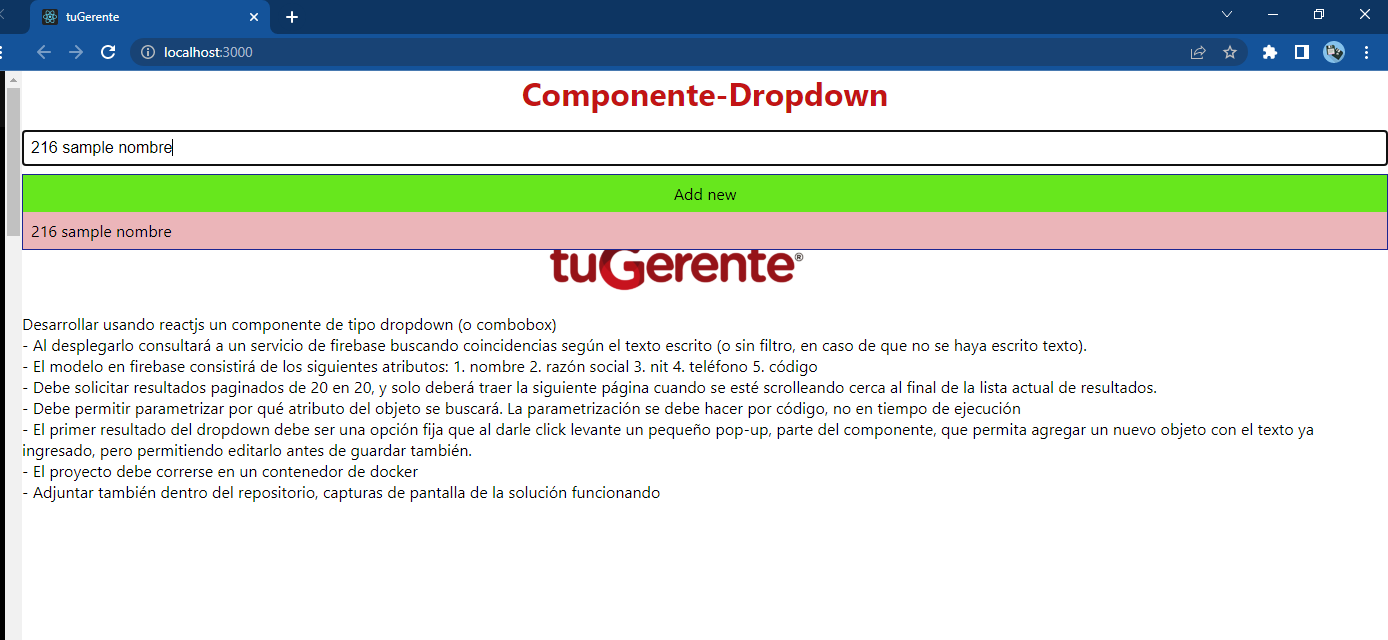 tuGerente
localhost:3000
Componente-Dropdown
216 sample nombre
Add new
216 sample nombre
tuGerente®
Desarrollar usando reactjs un componente de tipo dropdown (o combobox)
- Al desplegarlo consultará a un servicio de firebase buscando coincidencias según el texto escrito (o sin filtro, en caso de que no se haya escrito texto).
- El modelo en firebase consistirá de los siguientes atributos: 1. nombre 2. razón social 3. nit 4. teléfono 5. código
- Debe solicitar resultados paginados de 20 en 20, y solo deberá traer la siguiente página cuando se esté scrolleando cerca al final de la lista actual de resultados.
- Debe permitir parametrizar por qué atributo del objeto se buscará. La parametrización se debe hacer por código, no en tiempo de ejecución
- El primer resultado del dropdown debe ser una opción fija que al darle click levante un pequeño pop-up, parte del componente, que permita agregar un nuevo objeto con el texto ya
ingresado, pero permitiendo editarlo antes de guardar también.
- El proyecto debe correrse en un contenedor de docker
- Adjuntar también dentro del repositorio, capturas de pantalla de la solución funcionando